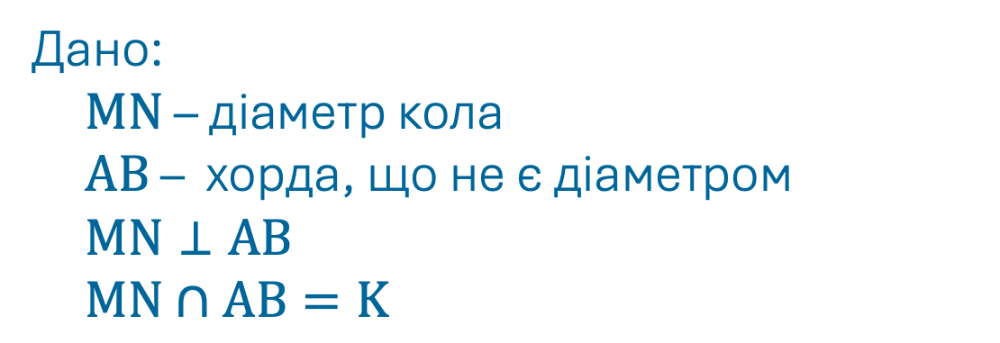 Дано:
MN – діаметр кола
AB – хорда, що не є діаметром
MN ⊥ AB
MN ∩ AB = K